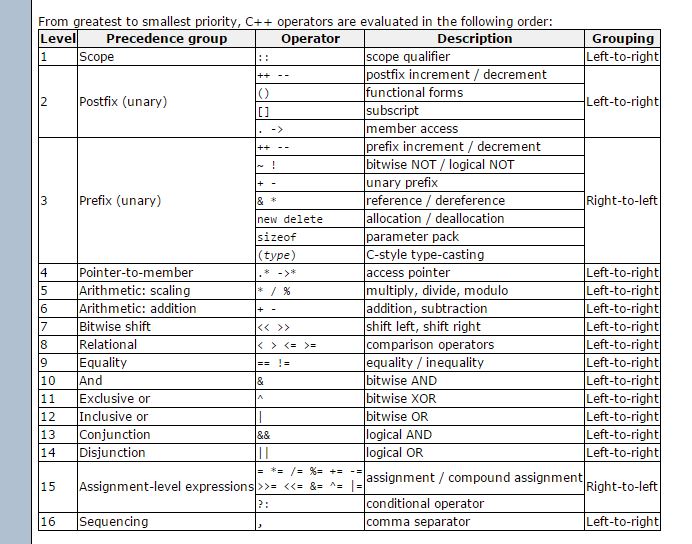 From greatest to smallest priority, C++ operators are evaluated in the following order:
Level Precedence group Operator Description Grouping
1 Scope :: scope qualifier Left-to-right
2 Postfix (unary) ++ -- postfix increment / decrement Left-to-right
() functional forms
[] subscript
. -> member access
3 Prefix (unary) ++ -- prefix increment / decrement Right-to-left
~ ! bitwise NOT / logical NOT
+ - unary prefix
& * reference / dereference
new delete allocation / deallocation
sizeof parameter pack
(type) C-style type-casting
4 Pointer-to-member .* ->* access pointer Left-to-right
5 Arithmetic: scaling * / % multiply, divide, modulo Left-to-right
6 Arithmetic: addition + - addition, subtraction Left-to-right
7 Bitwise shift << >> shift left, shift right Left-to-right
8 Relational < > <= >= comparison operators Left-to-right
9 Equality == != equality / inequality Left-to-right
10 And & bitwise AND Left-to-right
11 Exclusive or ^ bitwise XOR Left-to-right
12 Inclusive or | bitwise OR Left-to-right
13 Conjunction && logical AND Left-to-right
14 Disjunction || logical OR Left-to-right
15 Assignment-level expressions = *= /= %= += -= assignment / compound assignment Right-to-left
>>= <<= &= ^= |=
?: conditional operator
16 Sequencing , comma separator Left-to-right